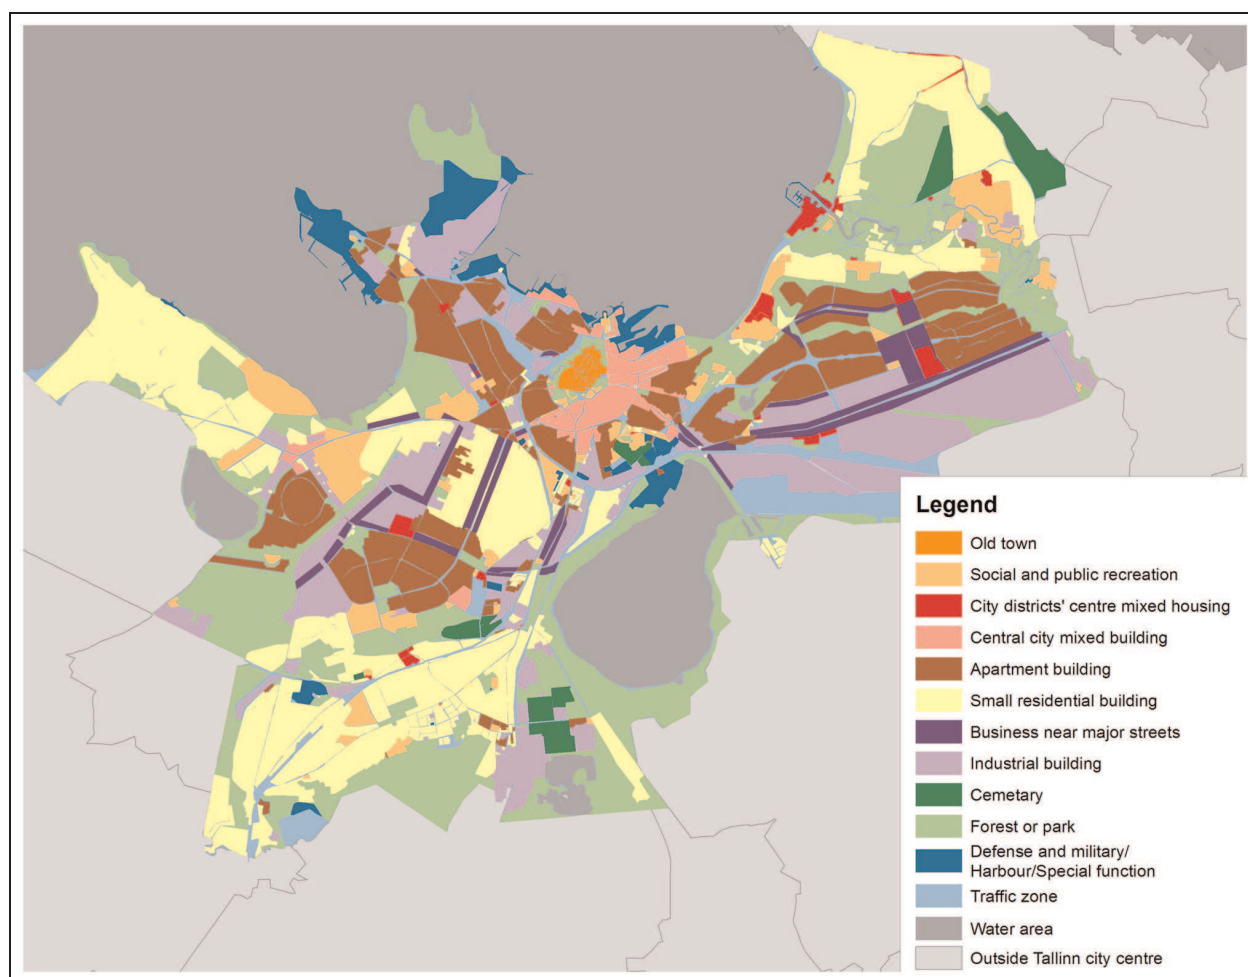 Legend
Old town
Social and public recreation
City districts' centre mixed housing
Central city mixed building
Apartment building
Small residential building
Business near major streets
Industrial building
Cemetary
Forest or park
Defense and military/
Harbour/Special function
Traffic zone
Water area
Outside Tallinn city centre